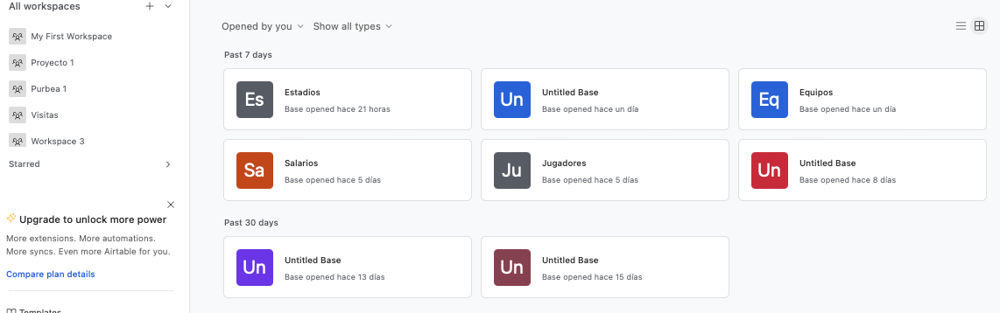 All workspaces
My First Workspace
Proyecto 1
Purbea 1
Visitas
Workspace 3
Starred
Upgrade to unlock more power
More extensions. More automations.
More syncs. Even more Airtable for you.
Compare plan details
Templates
Opened by you
Show all types
Past 7 days
Es
Estadios
Base opened hace 21 horas
Un
Untitled Base
Base opened hace un día
Eq
Equipos
Base opened hace un día
Sa
Salarios
Base opened hace 5 días
Ju
Jugadores
Base opened hace 5 días
Un
Untitled Base
Base opened hace 8 días
Past 30 days
Un
Untitled Base
Base opened hace 13 días
Un
Untitled Base
Base opened hace 15 días